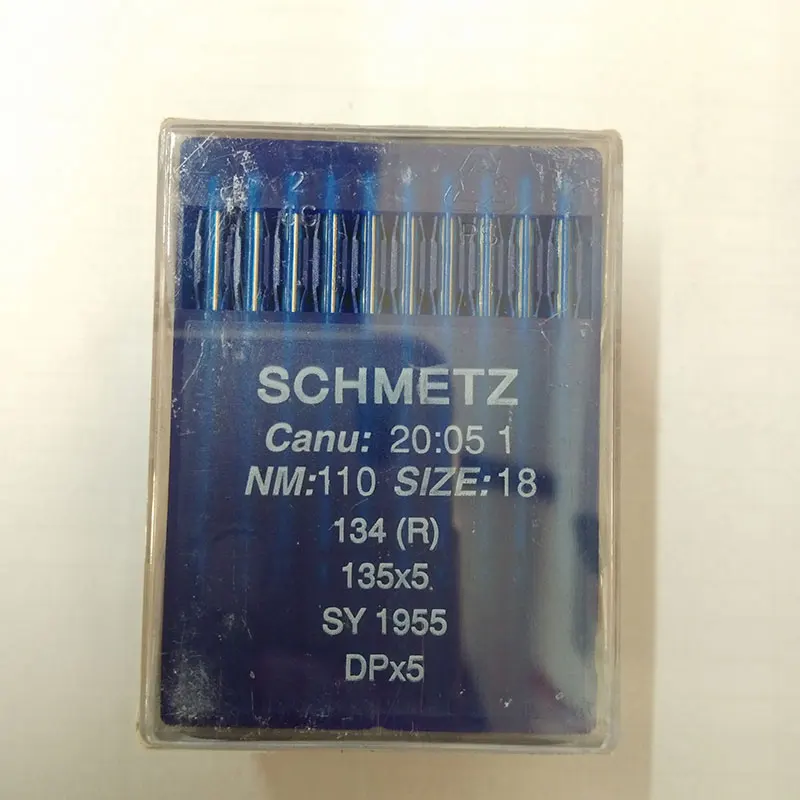 SCHMETZ
Canu: 20:05 1
NM:110 SIZE:18
134 (R)
135x5
SY 1955
DPx5